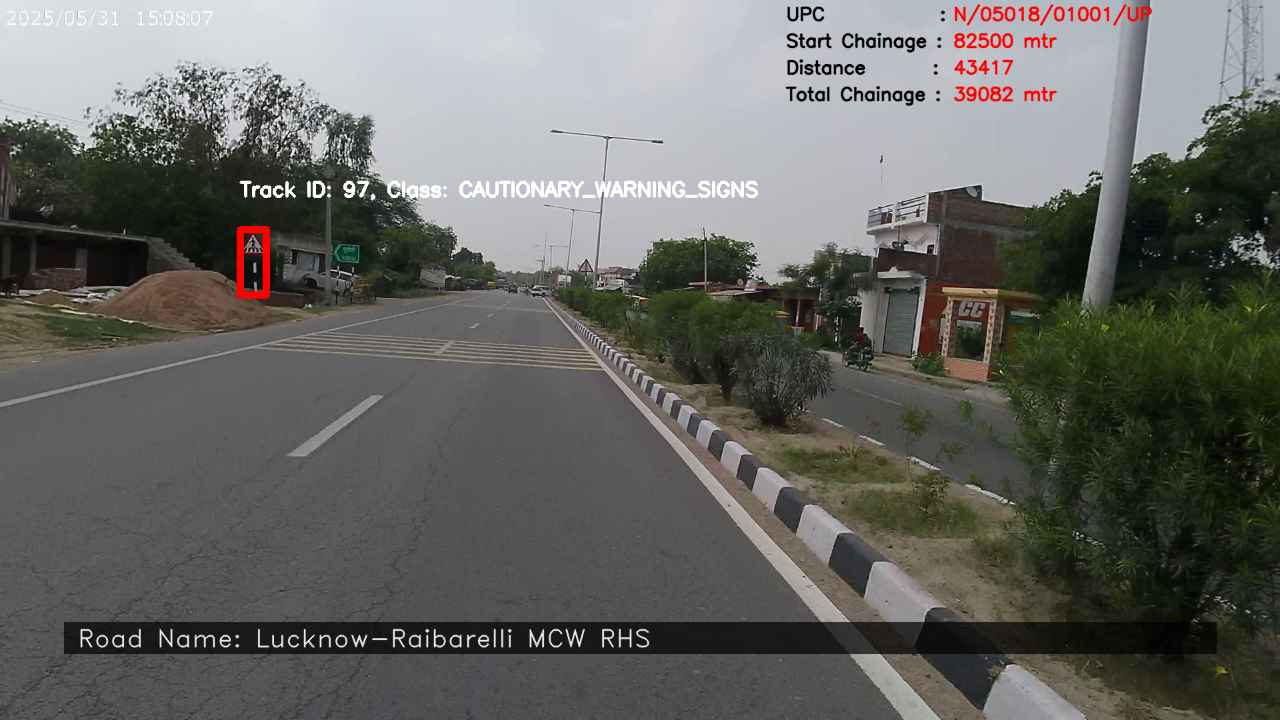 2025/05/31 15:08:07
UPC : N/05018/01001/UP
Start Chainage : 82500 mtr
Distance : 43417
Total Chainage : 39082 mtr
Track ID: 97, Class: CAUTIONARY_WARNING_SIGNS
CC
Road Name: Lucknow-Raibarelli MCW RHS